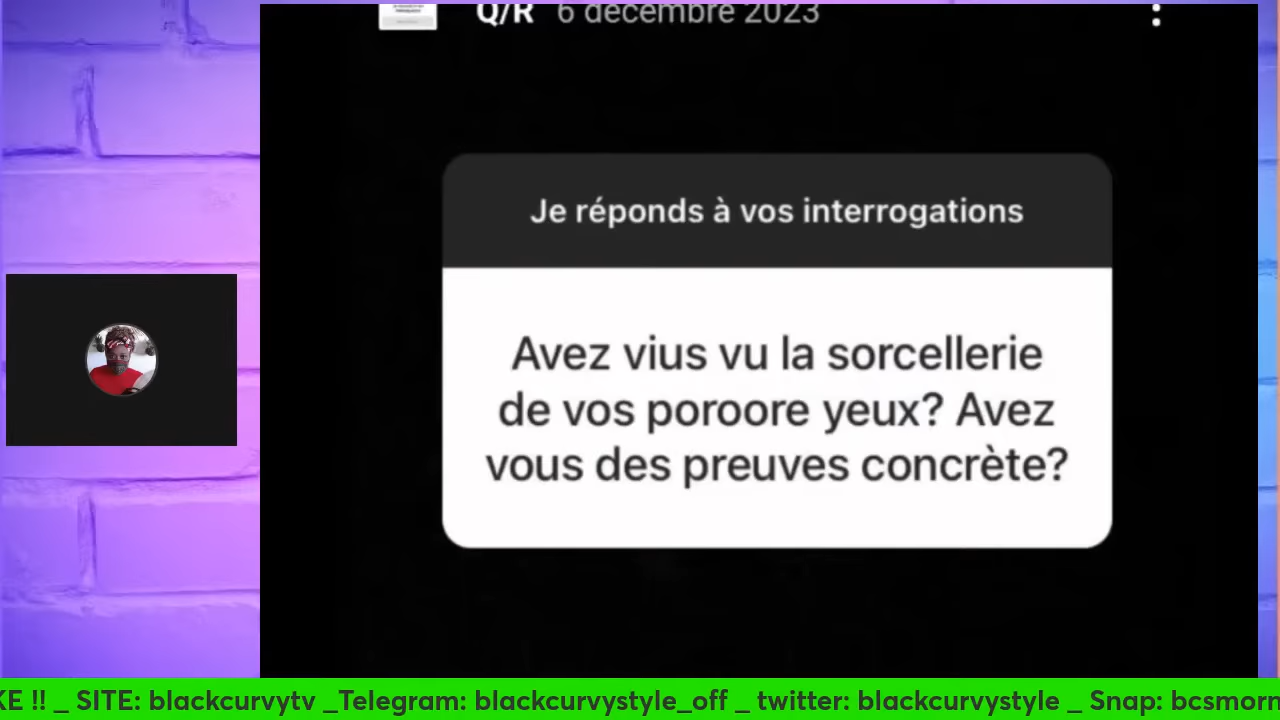 Q/R 6 décembre 2023
Je réponds à vos interrogations
Avez vius vu la sorcellerie
de vos poroore yeux? Avez
vous des preuves concrète?
KE !! _ SITE: blackcurvytv _Telegram: blackcurvystyle_off _ twitter: blackcurvystyle _ Snap: bcsmorn